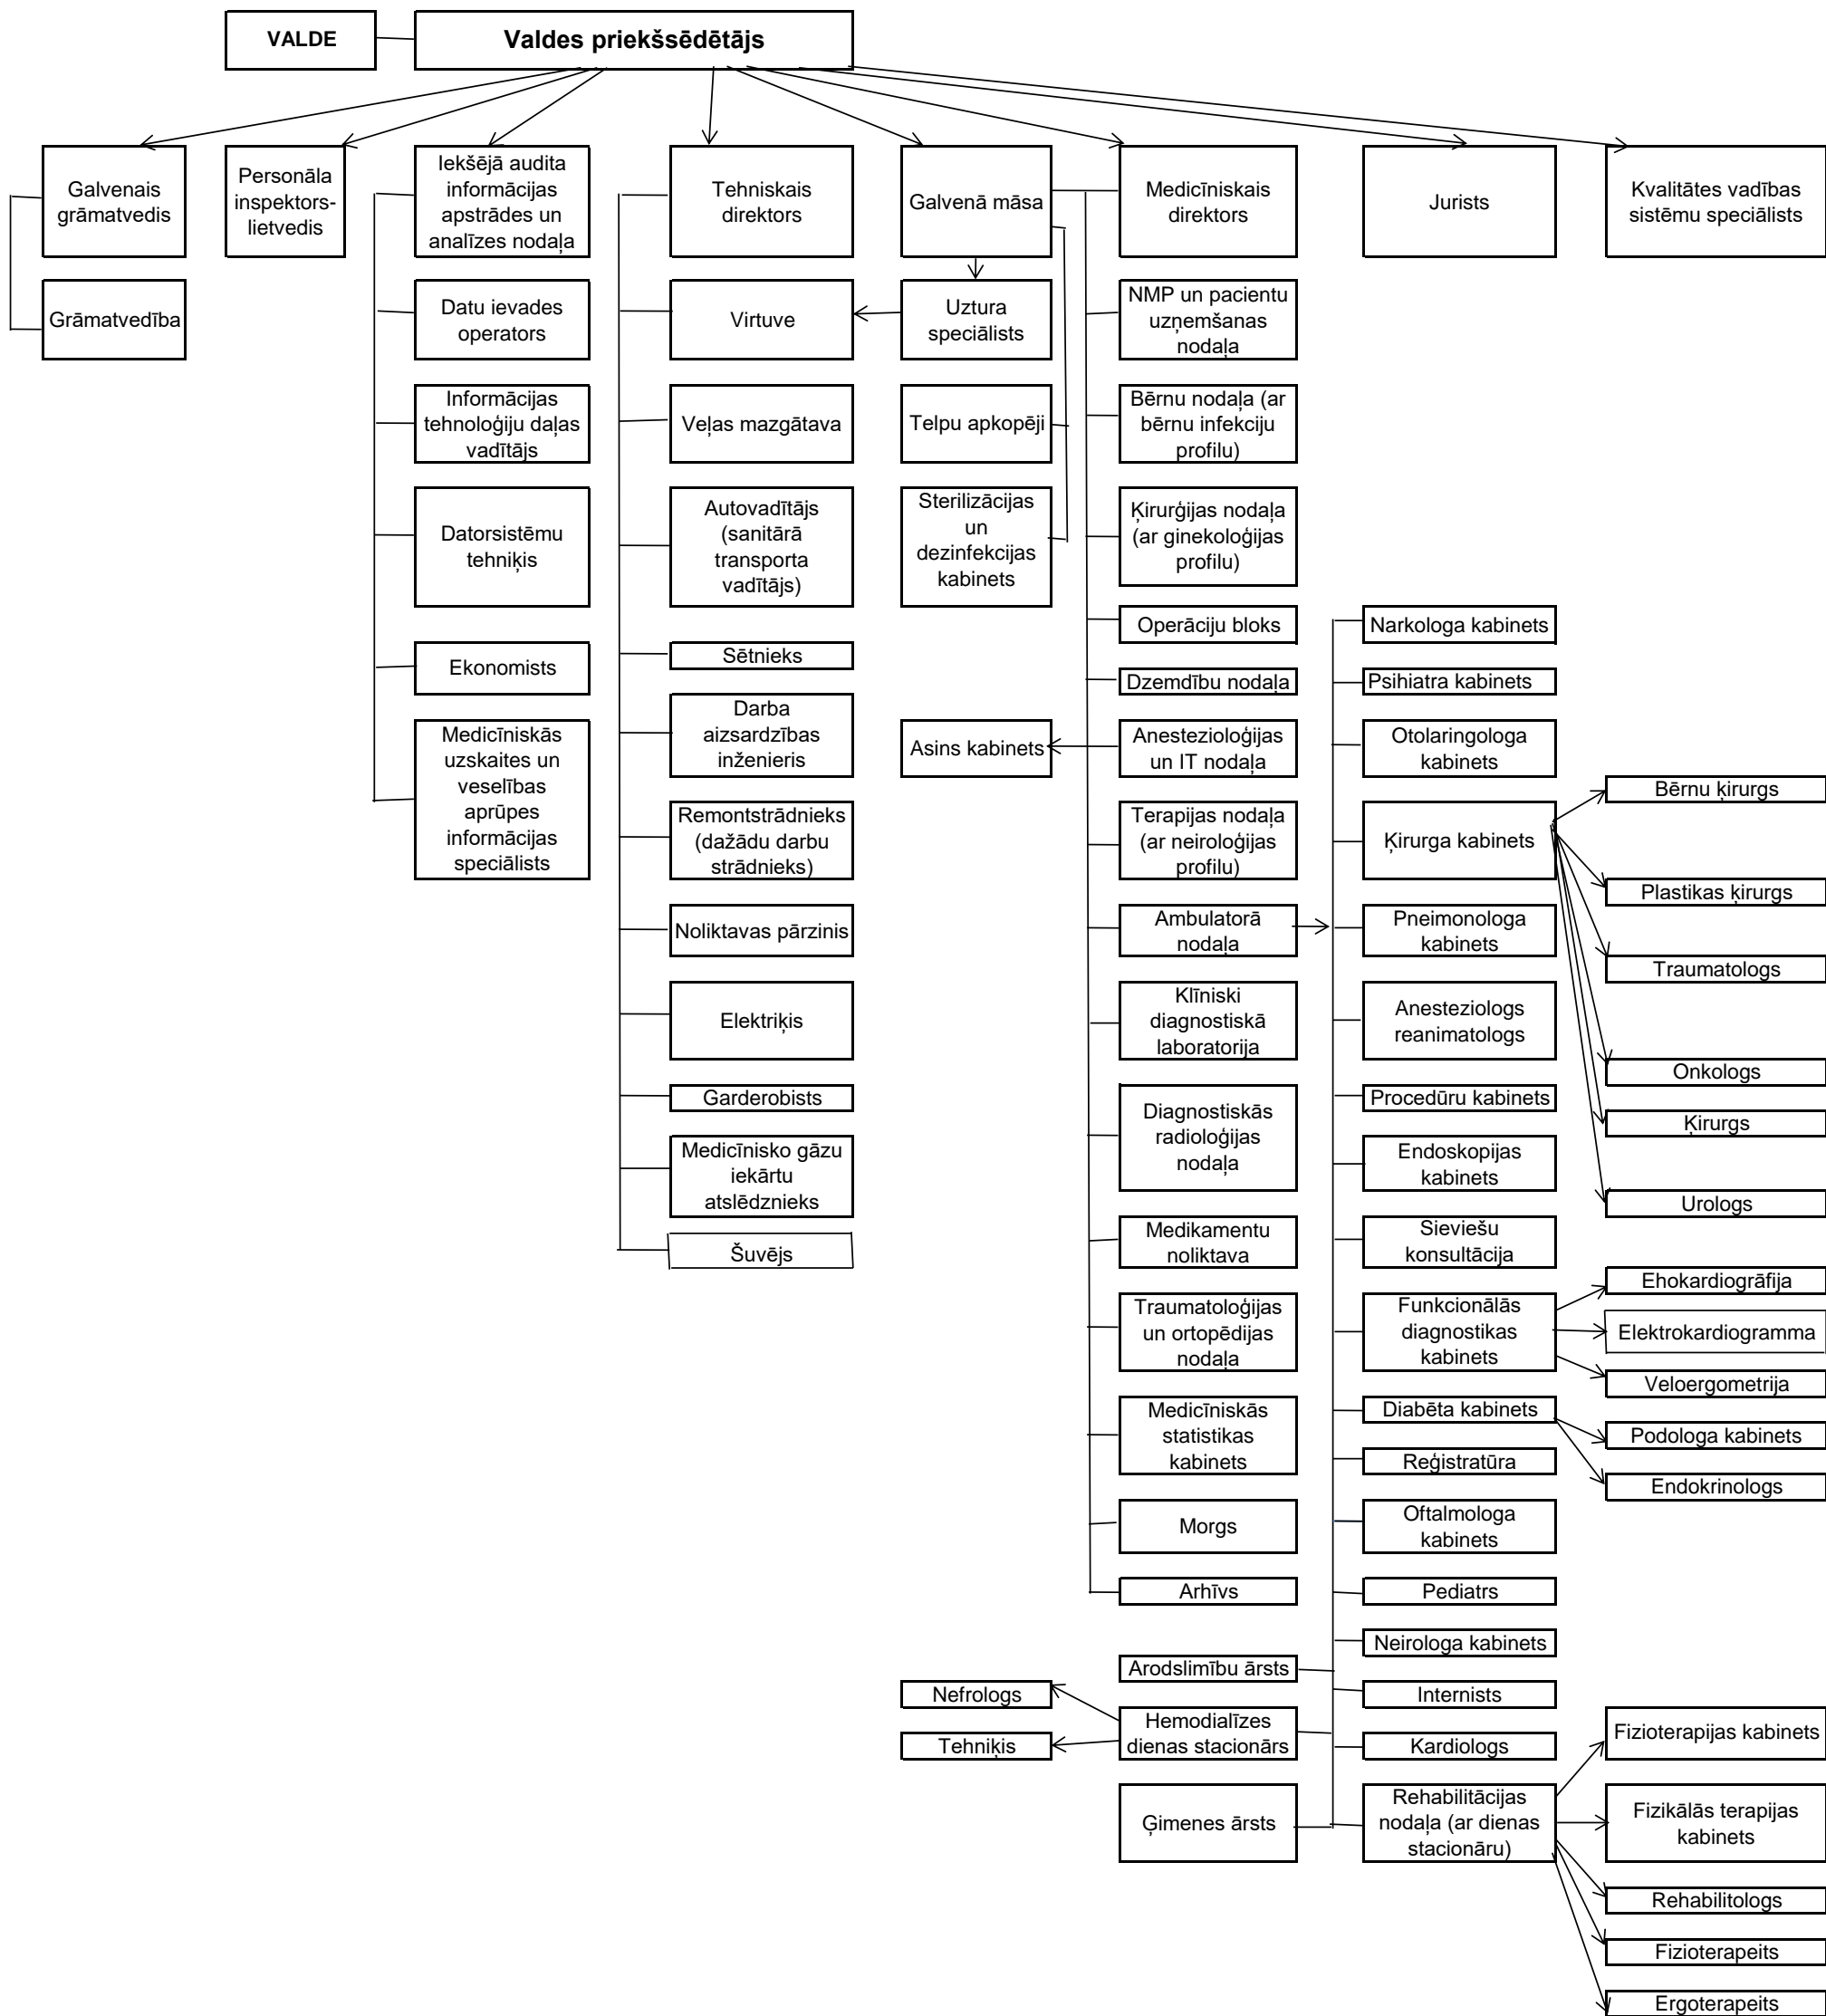 VALDE
Valdes priekšsēdētājs
Galvenais
grāmatvedis
Personāla
inspektors-
lietvedis
Iekšējā audita
informācijas
apstrādes un
analīzes nodaļa
Tehniskais
direktors
Galvenā māsa
Medicīniskais
direktors
Jurists
Kvalitātes vadības
sistēmu speciālists
Grāmatvedība
Datu ievades
operators
Virtuve
Uztura
speciālists
NMP un pacientu
uzņemšanas
nodaļa
Informācijas
tehnoloģiju daļas
vadītājs
Veļas mazgātava
Telpu apkopēji
Bērnu nodaļa (ar
bērnu infekciju
profilu)
Datorsistēmu
tehniķis
Autovadītājs
(sanitārā
transporta
vadītājs)
Sterilizācijas
un
dezinfekcijas
kabinets
Ķirurģijas nodaļa
(ar ginekoloģijas
profilu)
Operāciju bloks
Narkologa kabinets
Ekonomists
Sētnieks
Dzemdību nodaļa
Psihiatra kabinets
Medicīniskās
uzskaites un
veselības
aprūpes
informācijas
speciālists
Darba
aizsardzības
inženieris
Asins kabinets
Anestezioloģijas
un IT nodaļa
Otolaringologa
kabinets
Bērnu ķirurgs
Remontstrādnieks
(dažādu darbu
strādnieks)
Terapijas nodaļa
(ar neiroloģijas
profilu)
Ķirurga kabinets
Plastikas ķirurgs
Noliktavas pārzinis
Ambulatorā
nodaļa
Pneimonologa
kabinets
Traumatologs
Elektriķis
Klīniski
diagnostiskā
laboratorija
Anesteziologs
reanimatologs
Onkologs
Garderobists
Diagnostiskās
radioloģijas
nodaļa
Procedūru kabinets
Ķirurgs
Medicīnisko gāzu
iekārtu
atslēdznieks
Endoskopijas
kabinets
Urologs
Šuvējs
Medikamentu
noliktava
Sieviešu
konsultācija
Ehokardiogrāfija
Traumatoloģijas
un ortopēdijas
nodaļa
Funkcionālās
diagnostikas
kabinets
Elektrokardiogramma
Veloergometrija
Medicīniskās
statistikas
kabinets
Diabēta kabinets
Podologa kabinets
Reģistratūra
Endokrinologs
Morgs
Oftalmologa
kabinets
Arhīvs
Pediatrs
Neirologa kabinets
Arodslimību ārsts
Nefrologs
Internists
Hemodialīzes
dienas stacionārs
Fizioterapijas kabinets
Tehniķis
Kardiologs
Ģimenes ārsts
Rehabilitācijas
nodaļa (ar dienas
stacionāru)
Fizikālās terapijas
kabinets
Rehabilitologs
Fizioterapeits
Ergoterapeits